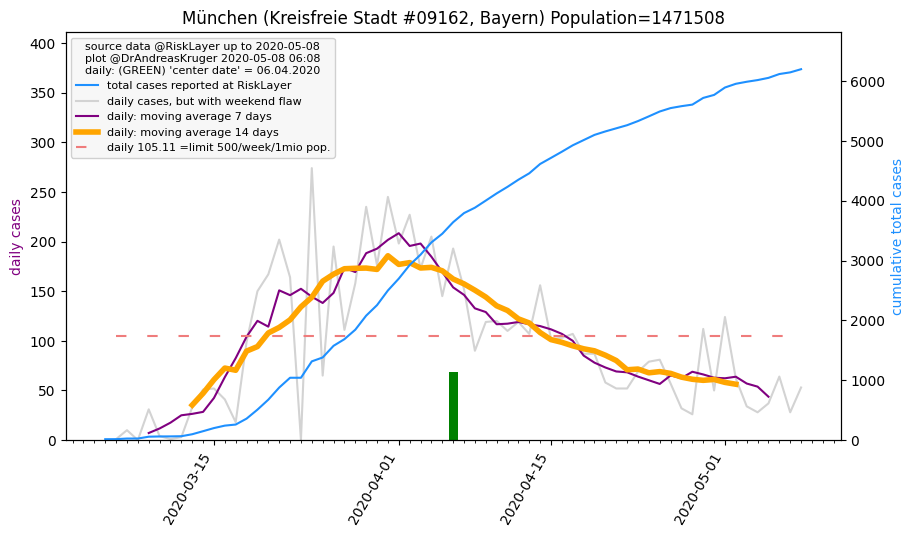 München (Kreisfreie Stadt #09162, Bayern) Population=1471508
source data @RiskLayer up to 2020-05-08
plot @DrAndreasKruger 2020-05-08 06:08
daily: (GREEN) 'center date' = 06.04.2020
total cases reported at RiskLayer
daily cases, but with weekend flaw
daily: moving average 7 days
daily: moving average 14 days
daily 105.11 =limit 500/week/1mio pop.
daily cases
400
350
300
250
200
150
100
50
0
6000
5000
4000
3000
2000
1000
0
cumulative total cases
2020-03-15
2020-04-01
2020-04-15
2020-05-01